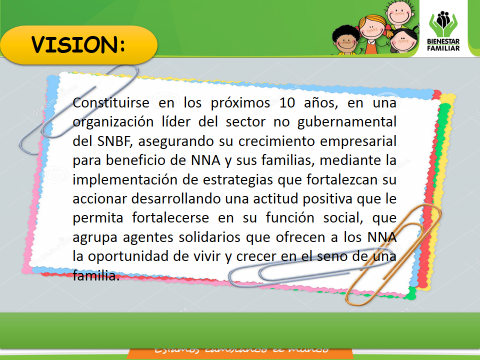 VISION:
BIENESTAR
FAMILIAR
Constituirse en los próximos 10 años, en una
organización líder del sector no gubernamental
del SNBF, asegurando su crecimiento empresarial
para beneficio de NNA y sus familias, mediante la
implementación de estrategias que fortalezcan su
accionar desarrollando una actitud positiva que le
permita fortalecerse en su función social, que
agrupa agentes solidarios que ofrecen a los NNA
la oportunidad de vivir y crecer en el seno de una
familia.